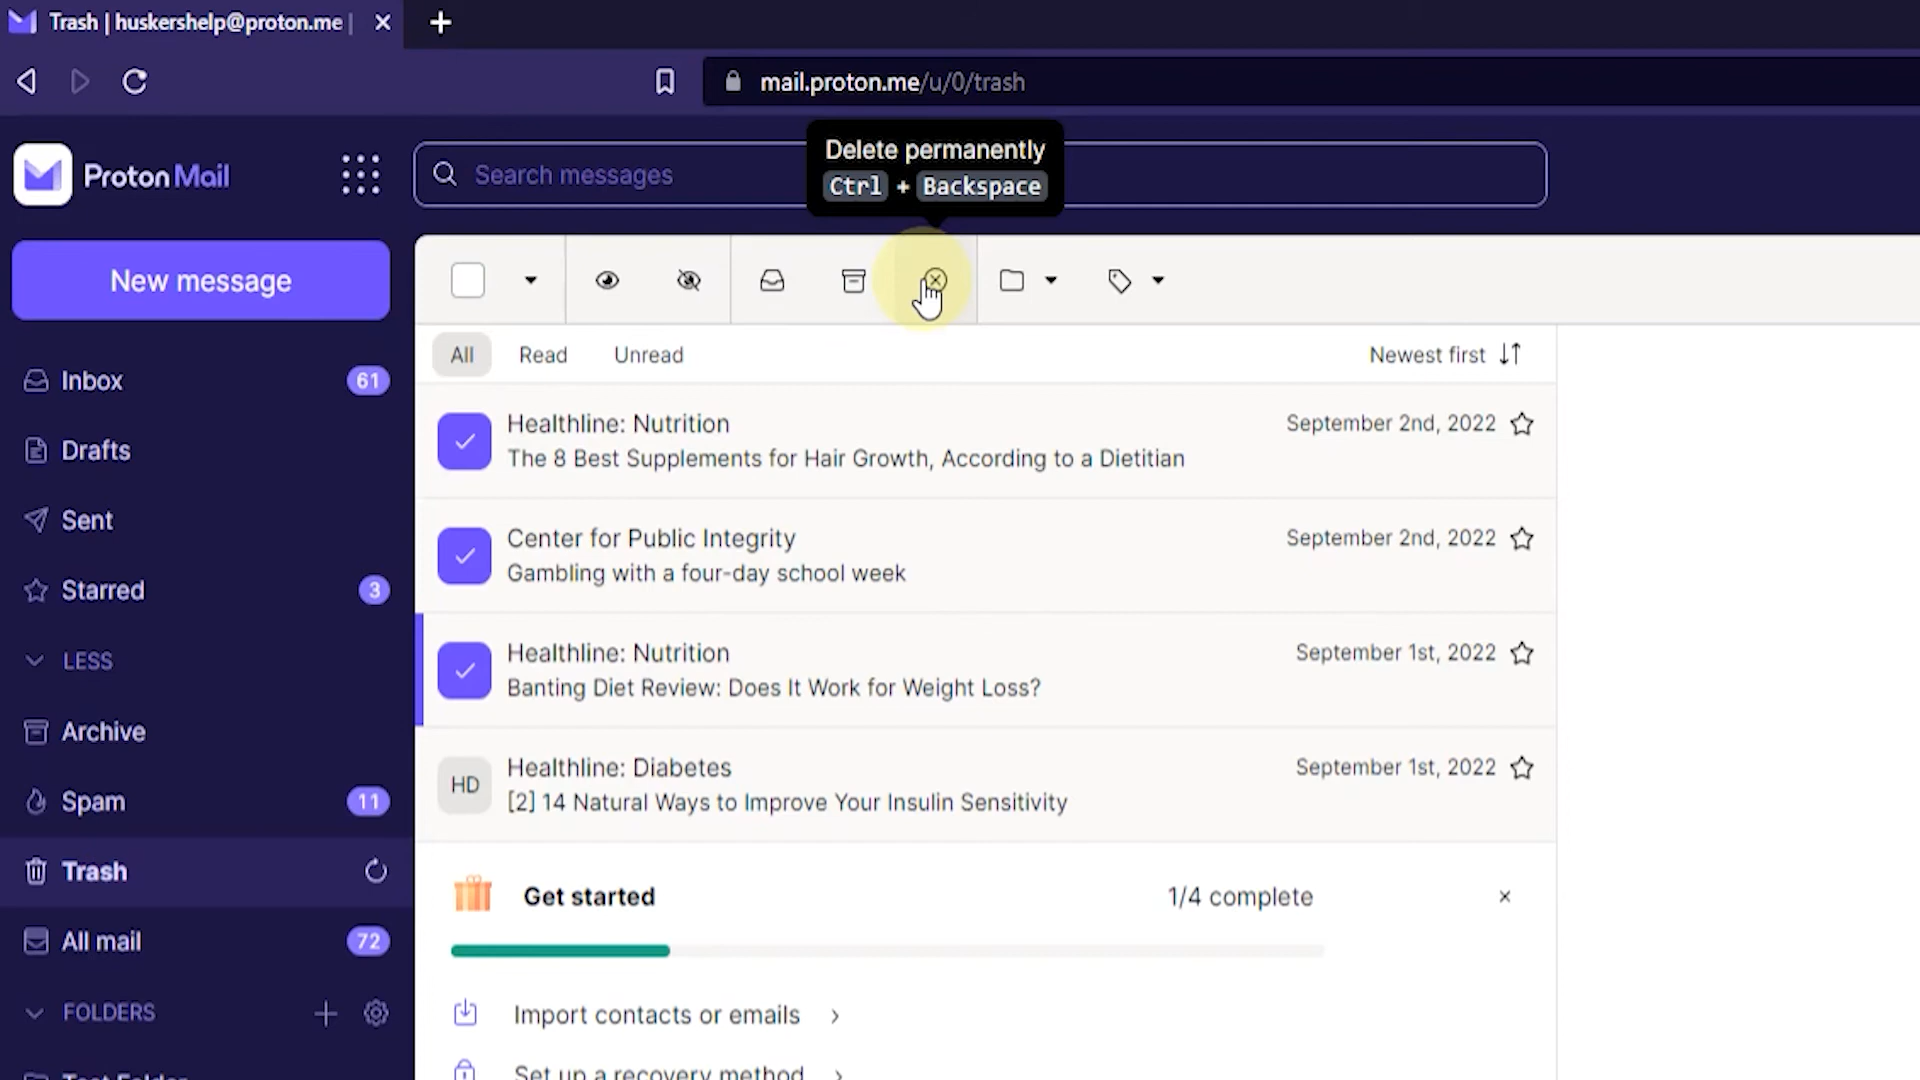 Trash | huskershelp@proton.me |
mail.proton.me/u/0/trash
Proton Mail
Search messages
Delete permanently
Ctrl + Backspace
New message
All
Read
Unread
Newest first
Inbox
61
Drafts
Sent
Starred
3
LESS
Archive
Spam
11
Trash
All mail
72
FOLDERS
Healthline: Nutrition
September 2nd, 2022
The 8 Best Supplements for Hair Growth, According to a Dietitian
Center for Public Integrity
September 2nd, 2022
Gambling with a four-day school week
Healthline: Nutrition
September 1st, 2022
Banting Diet Review: Does It Work for Weight Loss?
HD
Healthline: Diabetes
September 1st, 2022
[2] 14 Natural Ways to Improve Your Insulin Sensitivity
Get started
1/4 complete
Import contacts or emails
Set up a recovery method